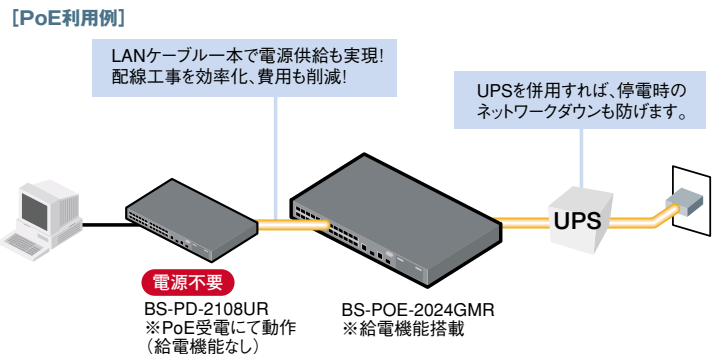 [PoE利用例]
LANケーブル一本で電源供給も実現!
配線工事を効率化、費用も削減!
UPSを併用すれば、停電時の
ネットワークダウンも防げます。
UPS
電源不要
BS-PD-2108UR
※PoE受電にて動作
（給電機能なし）
BS-POE-2024GMR
※給電機能搭載